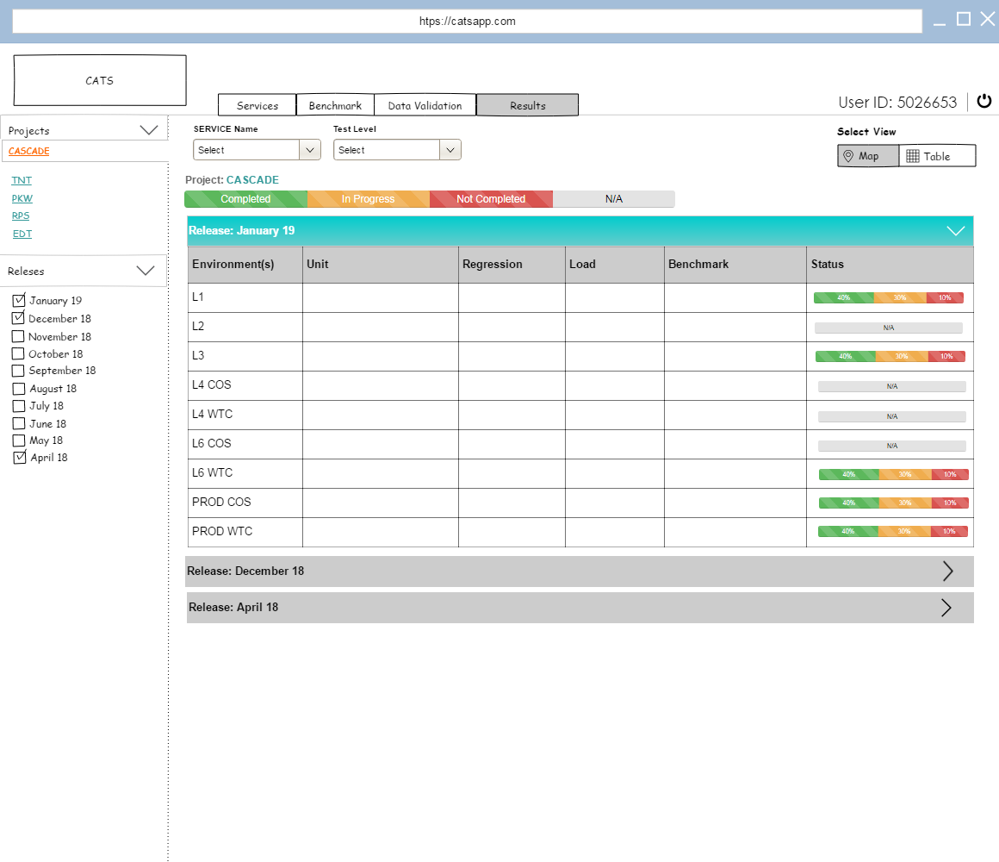 htps://catsapp.com
CATS
Services Benchmark Data Validation Results
User ID: 5026653
Projects
CASCADE
TNT
PKW
RPS
EDT
Releses
January 19
December 18
November 18
October 18
September 18
August 18
July 18
June 18
May 18
April 18
SERVICE Name Test Level
Select Select
Select View
Map Table
Project: CASCADE
Completed In Progress Not Completed N/A
Release: January 19
Environment(s) Unit Regression Load Benchmark Status
L1 40% 30% 10%
L2 N/A
L3 40% 30% 10%
L4 COS N/A
L4 WTC N/A
L6 COS N/A
L6 WTC 40% 30% 10%
PROD COS 40% 30% 10%
PROD WTC 40% 30% 10%
Release: December 18
Release: April 18